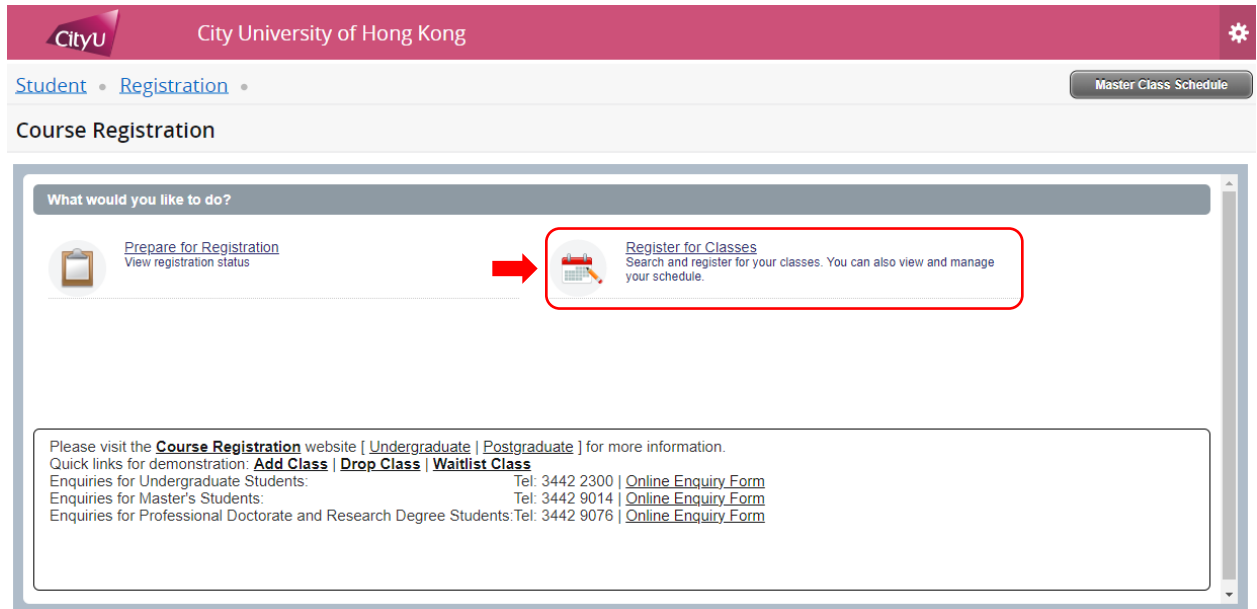 CityU City University of Hong Kong
Student • Registration • Master Class Schedule
Course Registration
What would you like to do?
Prepare for Registration
View registration status
Register for Classes
Search and register for your classes. You can also view and manage
your schedule.
Please visit the Course Registration website [ Undergraduate | Postgraduate ] for more information.
Quick links for demonstration: Add Class | Drop Class | Waitlist Class
Enquiries for Undergraduate Students: Tel: 3442 2300 | Online Enquiry Form
Enquiries for Master's Students: Tel: 3442 9014 | Online Enquiry Form
Enquiries for Professional Doctorate and Research Degree Students:Tel: 3442 9076 | Online Enquiry Form